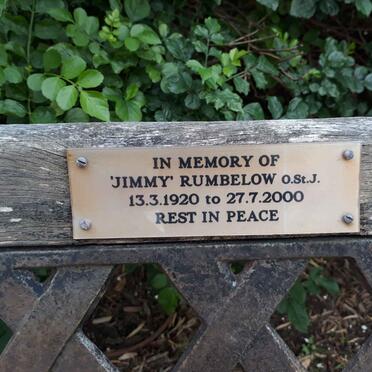 IN MEMORY OF
'JIMMY' RUMBELOW O.St.J.
13.3.1920 to 27.7.2000
REST IN PEACE